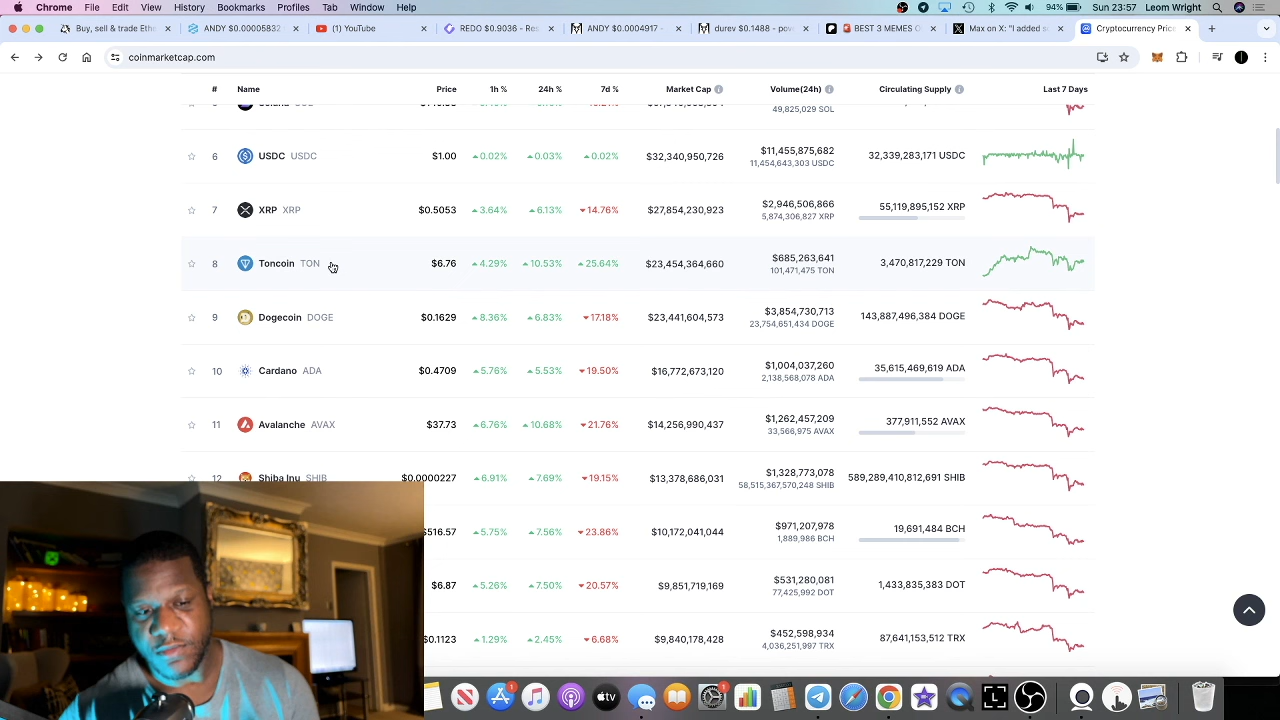 Chrome File Edit View History Bookmarks Profiles Tab Window Help 94% Sun 23:57 Leom Wright
Buy, sell & trade Ethe ANDY $0.00005832 (1) YouTube REDO $0.9036 - Res ANDY $0.0004917 - durev $0.1488 - pove BEST 3 MEMES C Max on X: "I added s Cryptocurrency Price
coinmarketcap.com
# Name Price 1h % 24h % 7d % Market Cap Volume(24h) Circulating Supply Last 7 Days
49,825,029 SOL
6 USDC USDC $1.00 0.02% 0.03% 0.02% $32,340,950,726 $11,455,875,682 32,339,283,171 USDC
11,454,643,303 USDC
7 XRP XRP $0.5053 3.64% 6.13% 14.76% $27,854,230,923 $2,946,506,866 55,119,895,152 XRP
5,874,306,827 XRP
8 Toncoin TON $6.76 4.29% 10.53% 25.64% $23,454,364,660 $685,263,641 3,470,817,229 TON
101,471,475 TON
9 Dogecoin DOGE $0.1629 8.36% 6.83% 17.18% $23,441,604,573 $3,854,730,713 143,887,496,384 DOGE
23,754,651,434 DOGE
10 Cardano ADA $0.4709 5.76% 5.53% 19.50% $16,772,673,120 $1,004,037,260 35,615,469,619 ADA
2,138,568,078 ADA
11 Avalanche AVAX $37.73 6.76% 10.68% 21.76% $14,256,990,437 $1,262,457,209 377,911,552 AVAX
33,566,975 AVAX
12 Shiba Inu SHIB $0.0000227 6.91% 7.69% 19.15% $13,378,686,031 $1,328,773,078 589,289,410,812,691 SHIB
58,515,367,570,248 SHIB
$516.57 5.75% 7.56% 23.86% $10,172,041,044 $971,207,978 19,691,484 BCH
1,889,986 BCH
$6.87 5.26% 7.50% 20.57% $9,851,719,169 $531,280,081 1,433,835,383 DOT
77,425,992 DOT
$0.1123 1.29% 2.45% 6.68% $9,840,178,428 $452,598,934 87,641,153,512 TRX
4,036,251,997 TRX
tv